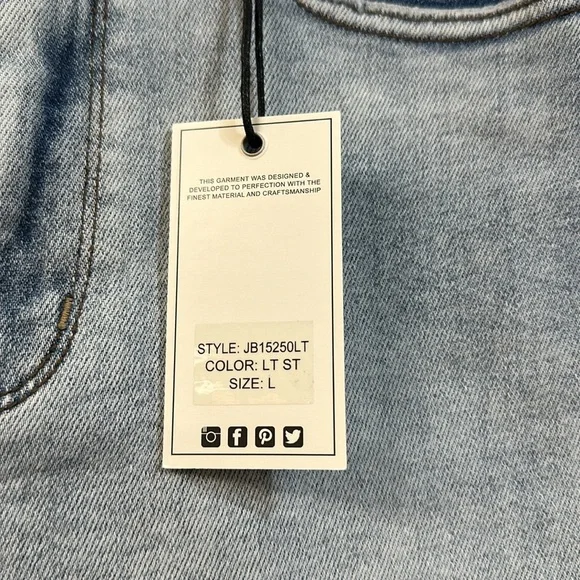 THIS GARMENT WAS DESIGNED &
DEVELOPED TO PERFECTION WITH THE
FINEST MATERIAL AND CRAFTSMANSHIP
STYLE: JB15250LT
COLOR: LT ST
SIZE: L